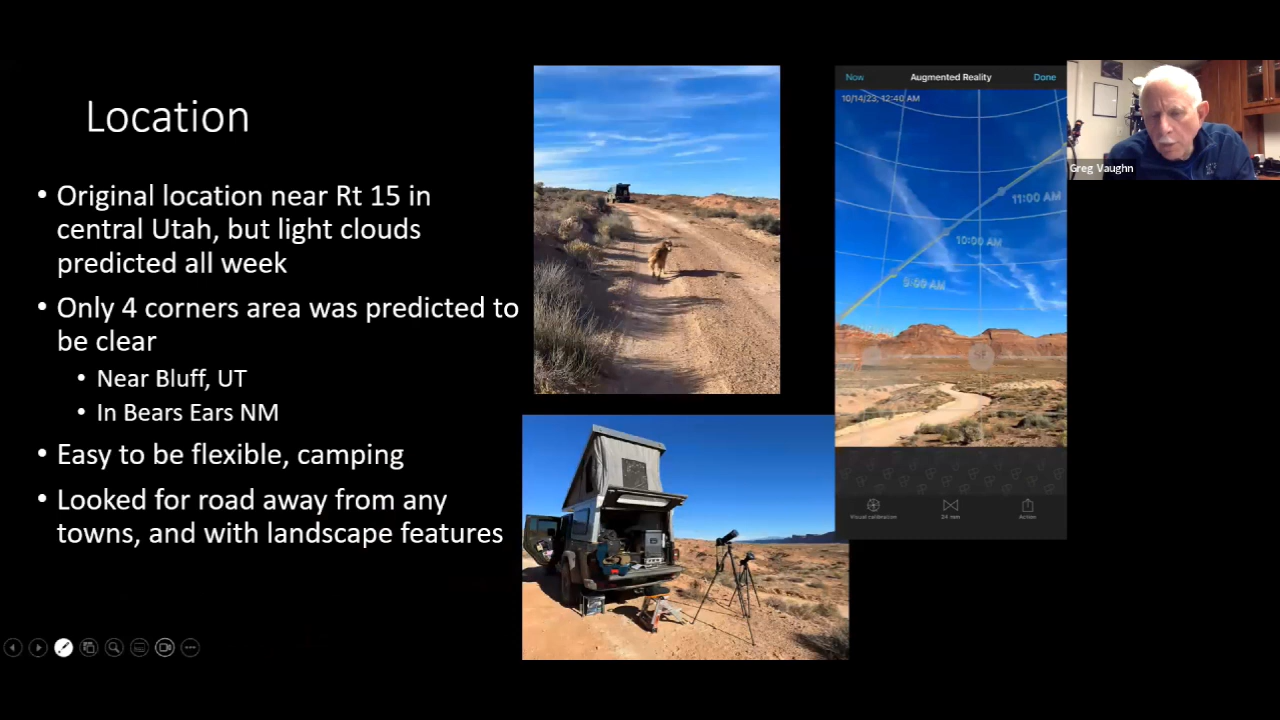 Location
• Original location near Rt 15 in
central Utah, but light clouds
predicted all week
• Only 4 corners area was predicted to
be clear
• Near Bluff, UT
• In Bears Ears NM
• Easy to be flexible, camping
• Looked for road away from any
towns, and with landscape features
Now Augmented Reality Done
10/14/23, 12:40 AM
11:00 AM
10:00 AM
9:00 AM
SE
Visual calibration 24 mm Action
Greg Vaughn